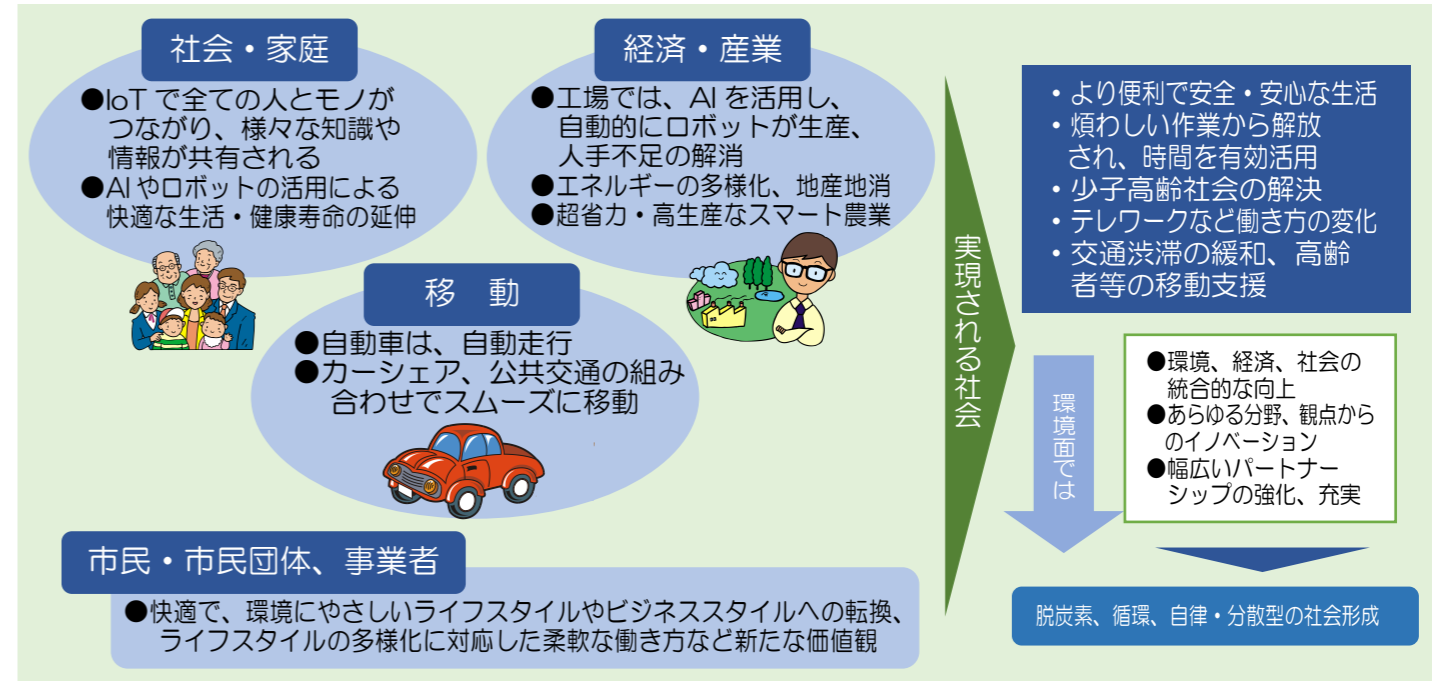 社会・家庭
●IoTで全ての人とモノが
つながり、様々な知識や
情報が共有される
●AIやロボットの活用による
快適な生活・健康寿命の延伸
経済・産業
●工場では、AIを活用し、
自動的にロボットが生産、
人手不足の解消
●エネルギーの多様化、地産地消
●超省力・高生産なスマート農業
移 動
●自動車は、自動走行
●カーシェア、公共交通の組み
合わせでスムーズに移動
市民・市民団体、事業者
●快適で、環境にやさしいライフスタイルやビジネススタイルへの転換、
ライフスタイルの多様化に対応した柔軟な働き方など新たな価値観
実現される社会
・より便利で安全・安心な生活
・煩わしい作業から解放
され、時間を有効活用
・少子高齢社会の解決
・テレワークなど働き方の変化
・交通渋滞の緩和、高齢
者等の移動支援
環境面では
●環境、経済、社会の
統合的な向上
●あらゆる分野、観点から
のイノベーション
●幅広いパートナー
シップの強化、充実
脱炭素、循環、自律・分散型の社会形成